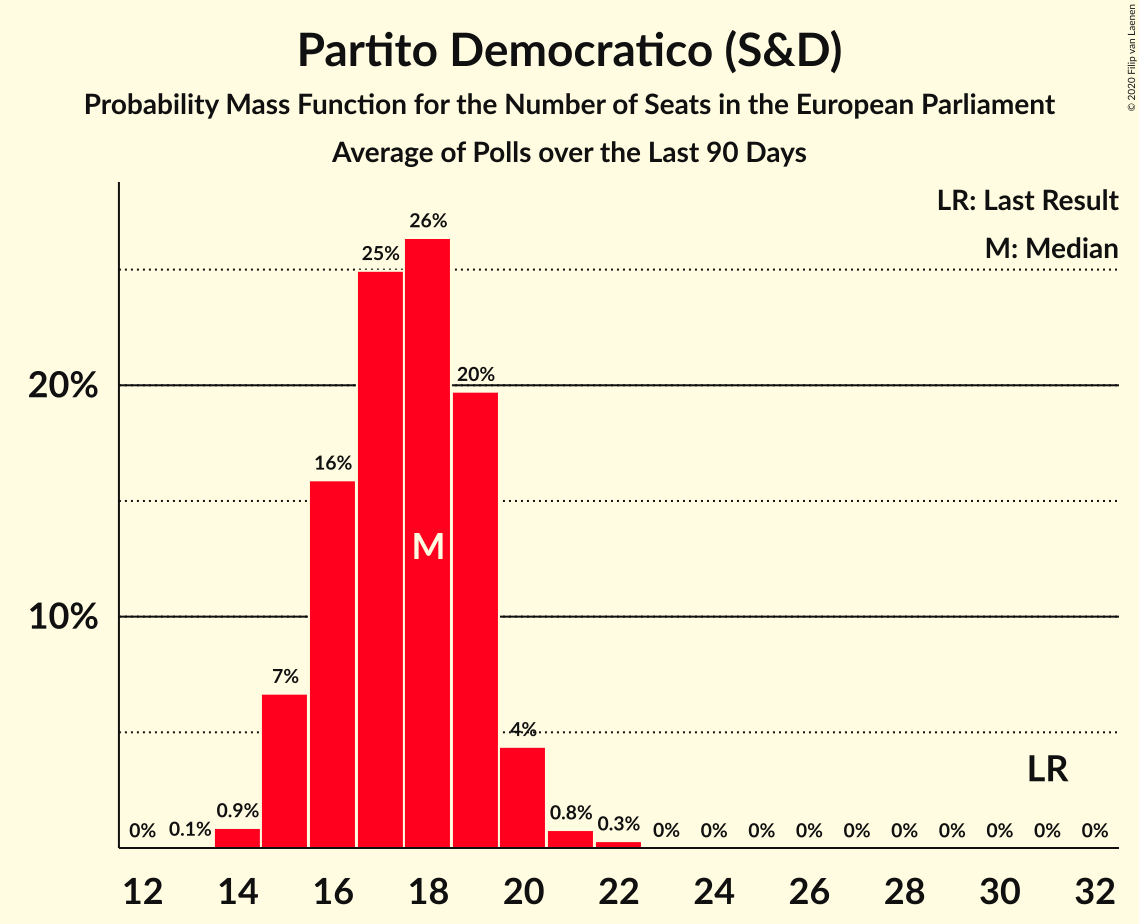 Partito Democratico (S&D)
Probability Mass Function for the Number of Seats in the European Parliament
Average of Polls over the Last 90 Days
© 2020 Filip van Laenen
LR: Last Result
M: Median
26%
25%
20%
20%
16%
M
10%
7%
4%
LR
0% 0.1% 0.9% 0.8% 0.3% 0% 0% 0% 0% 0% 0% 0% 0% 0% 0%
12 14 16 18 20 22 24 26 28 30 32